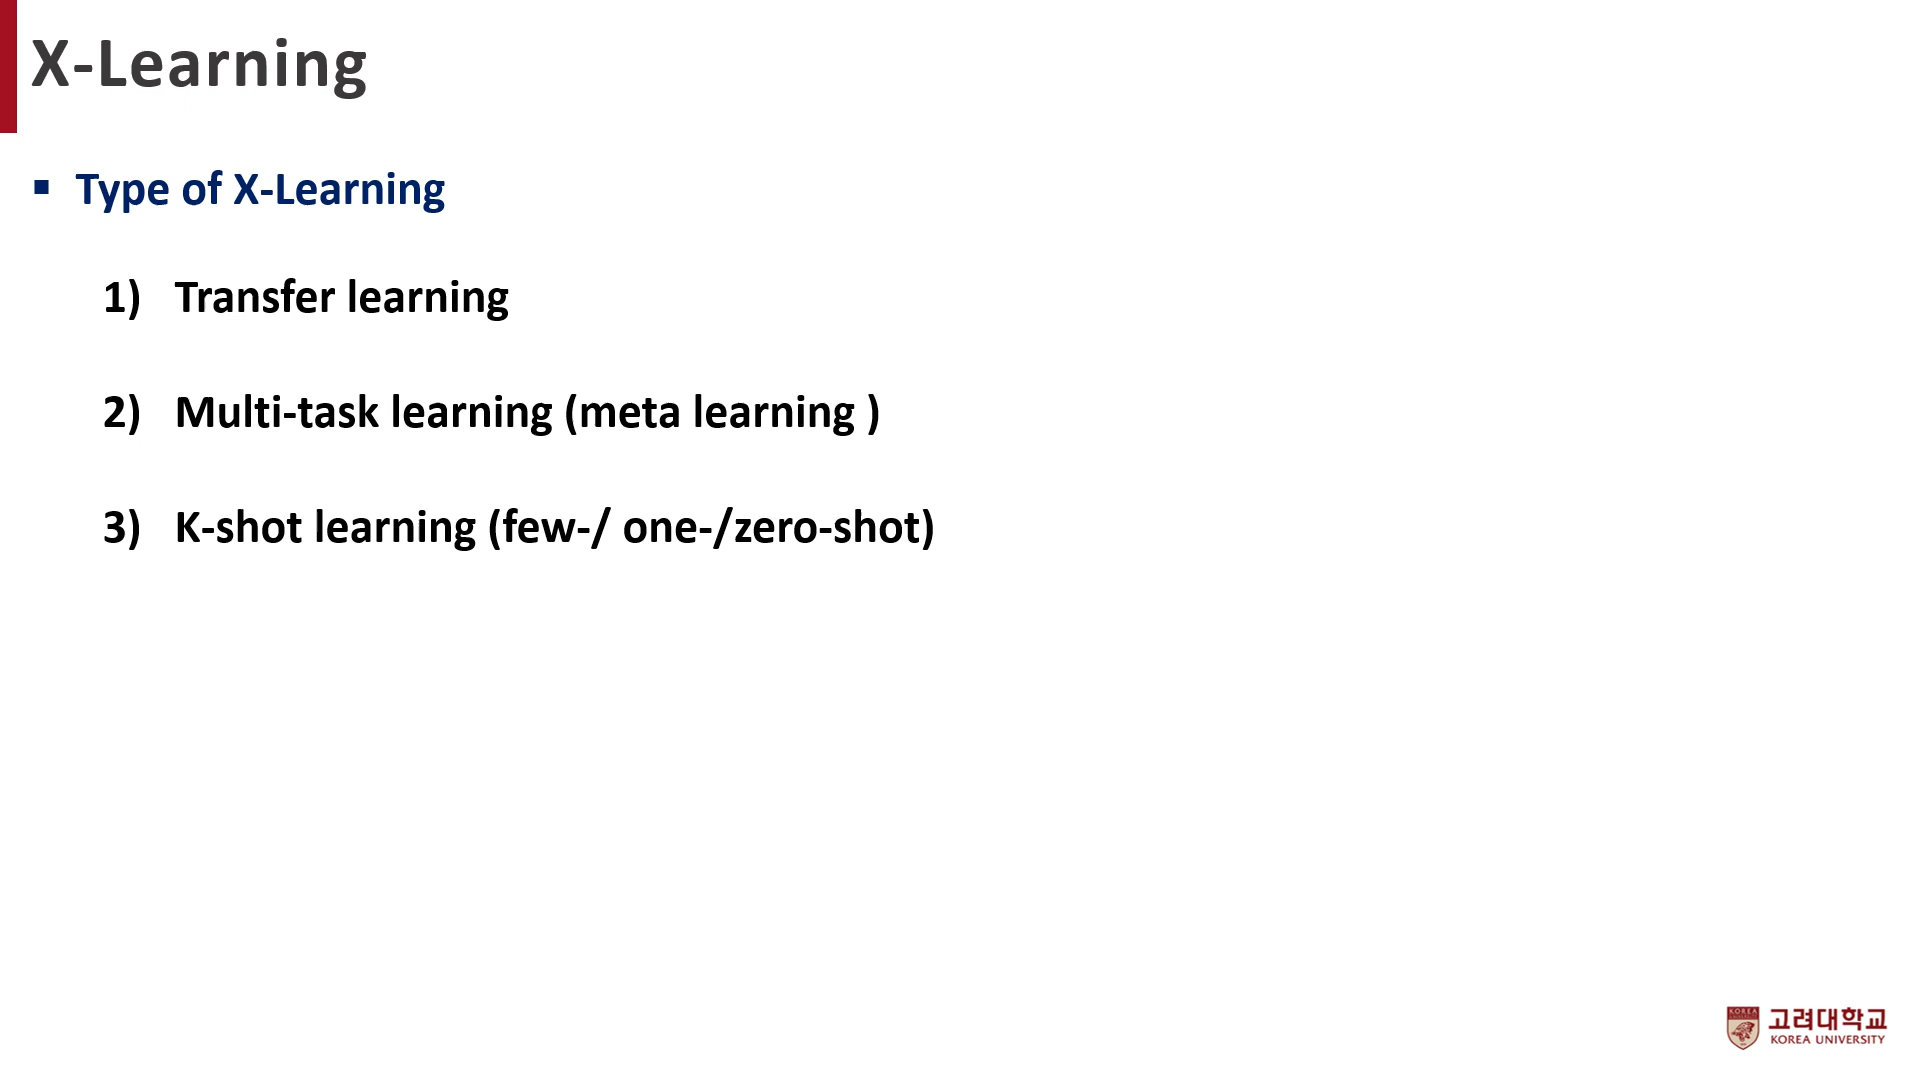 X-Learning
▪ Type of X-Learning
1) Transfer learning
2) Multi-task learning (meta learning )
3) K-shot learning (few-/ one-/zero-shot)
KOREA
고려대학교
KOREA UNIVERSITY